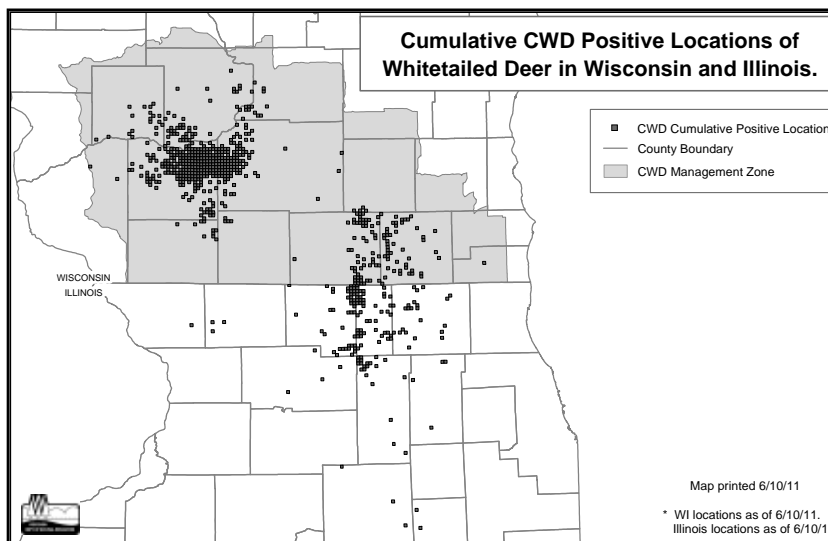 Cumulative CWD Positive Locations of
Whitetailed Deer in Wisconsin and Illinois.
CWD Cumulative Positive Location
County Boundary
CWD Management Zone
WISCONSIN
ILLINOIS
Map printed 6/10/11
* WI locations as of 6/10/11.
Illinois locations as of 6/10/1